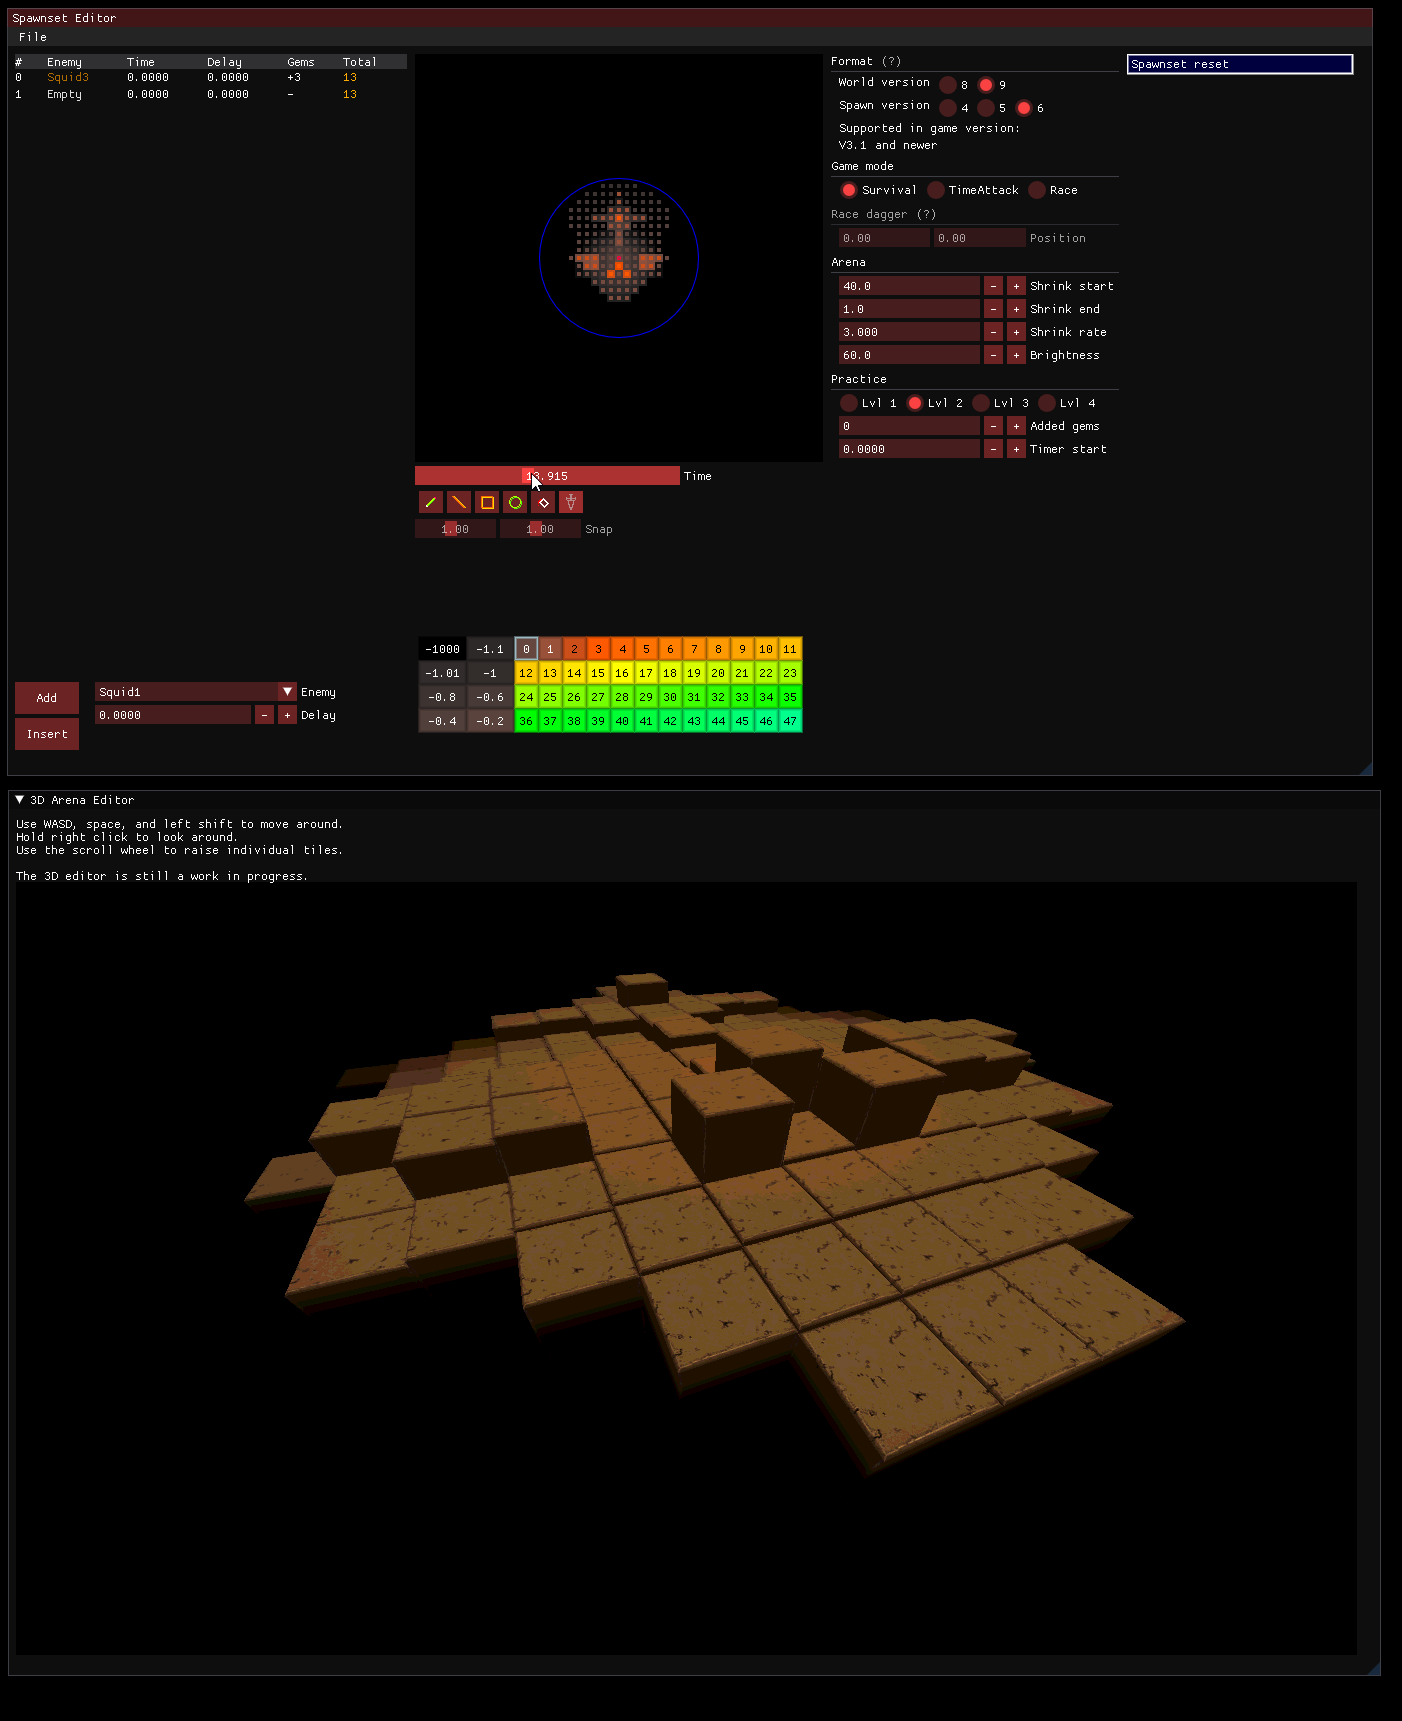 Spawnset Editor
File
# Enemy Time Delay Gems Total
0 Squid3 0.0000 0.0000 +3 13
1 Empty 0.0000 0.0000 - 13
Format (?)
World version 8 9
Spawn version 4 5 6
Supported in game version:
V3.1 and newer
Game mode
Survival TimeAttack Race
Race dagger (?)
0.00 0.00 Position
Arena
40.0 - + Shrink start
1.0 - + Shrink end
3.000 - + Shrink rate
60.0 - + Brightness
Practice
Lvl 1 Lvl 2 Lvl 3 Lvl 4
0 - + Added gems
0.0000 - + Timer start
Spawnset reset
Time
1.00 1.00 Snap
-1000 -1.1 0 1 2 3 4 5 6 7 8 9 10 11
-1.01 -1 12 13 14 15 16 17 18 19 20 21 22 23
-0.8 -0.6 24 25 26 27 28 29 30 31 32 33 34 35
-0.4 -0.2 36 37 38 39 40 41 42 43 44 45 46 47
Add
Insert
Squid1 Enemy
0.0000 - + Delay
3D Arena Editor
Use WASD, space, and left shift to move around.
Hold right click to look around.
Use the scroll wheel to raise individual tiles.
The 3D editor is still a work in progress.